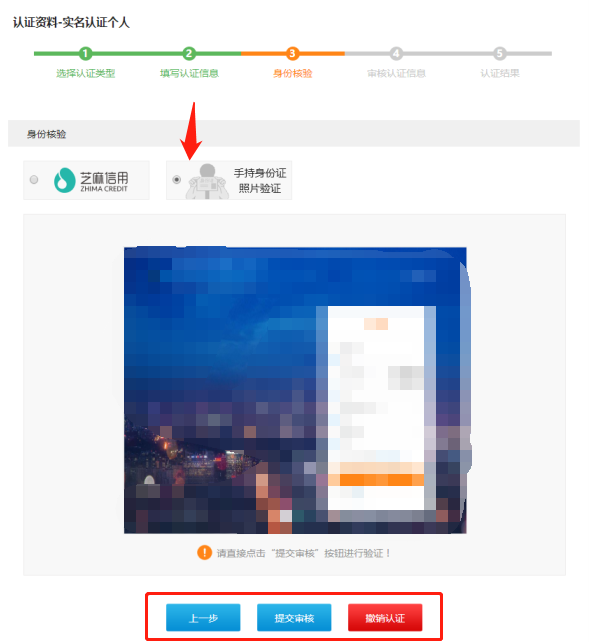 认证资料-实名认证个人
1 2 3 4 5
选择认证类型 填写认证信息 身份核验 审核认证信息 认证结果
身份核验
芝麻信用
ZHIMA CREDIT
手持身份证
照片验证
请直接点击“提交审核”按钮进行验证！
上一步 提交审核 撤销认证